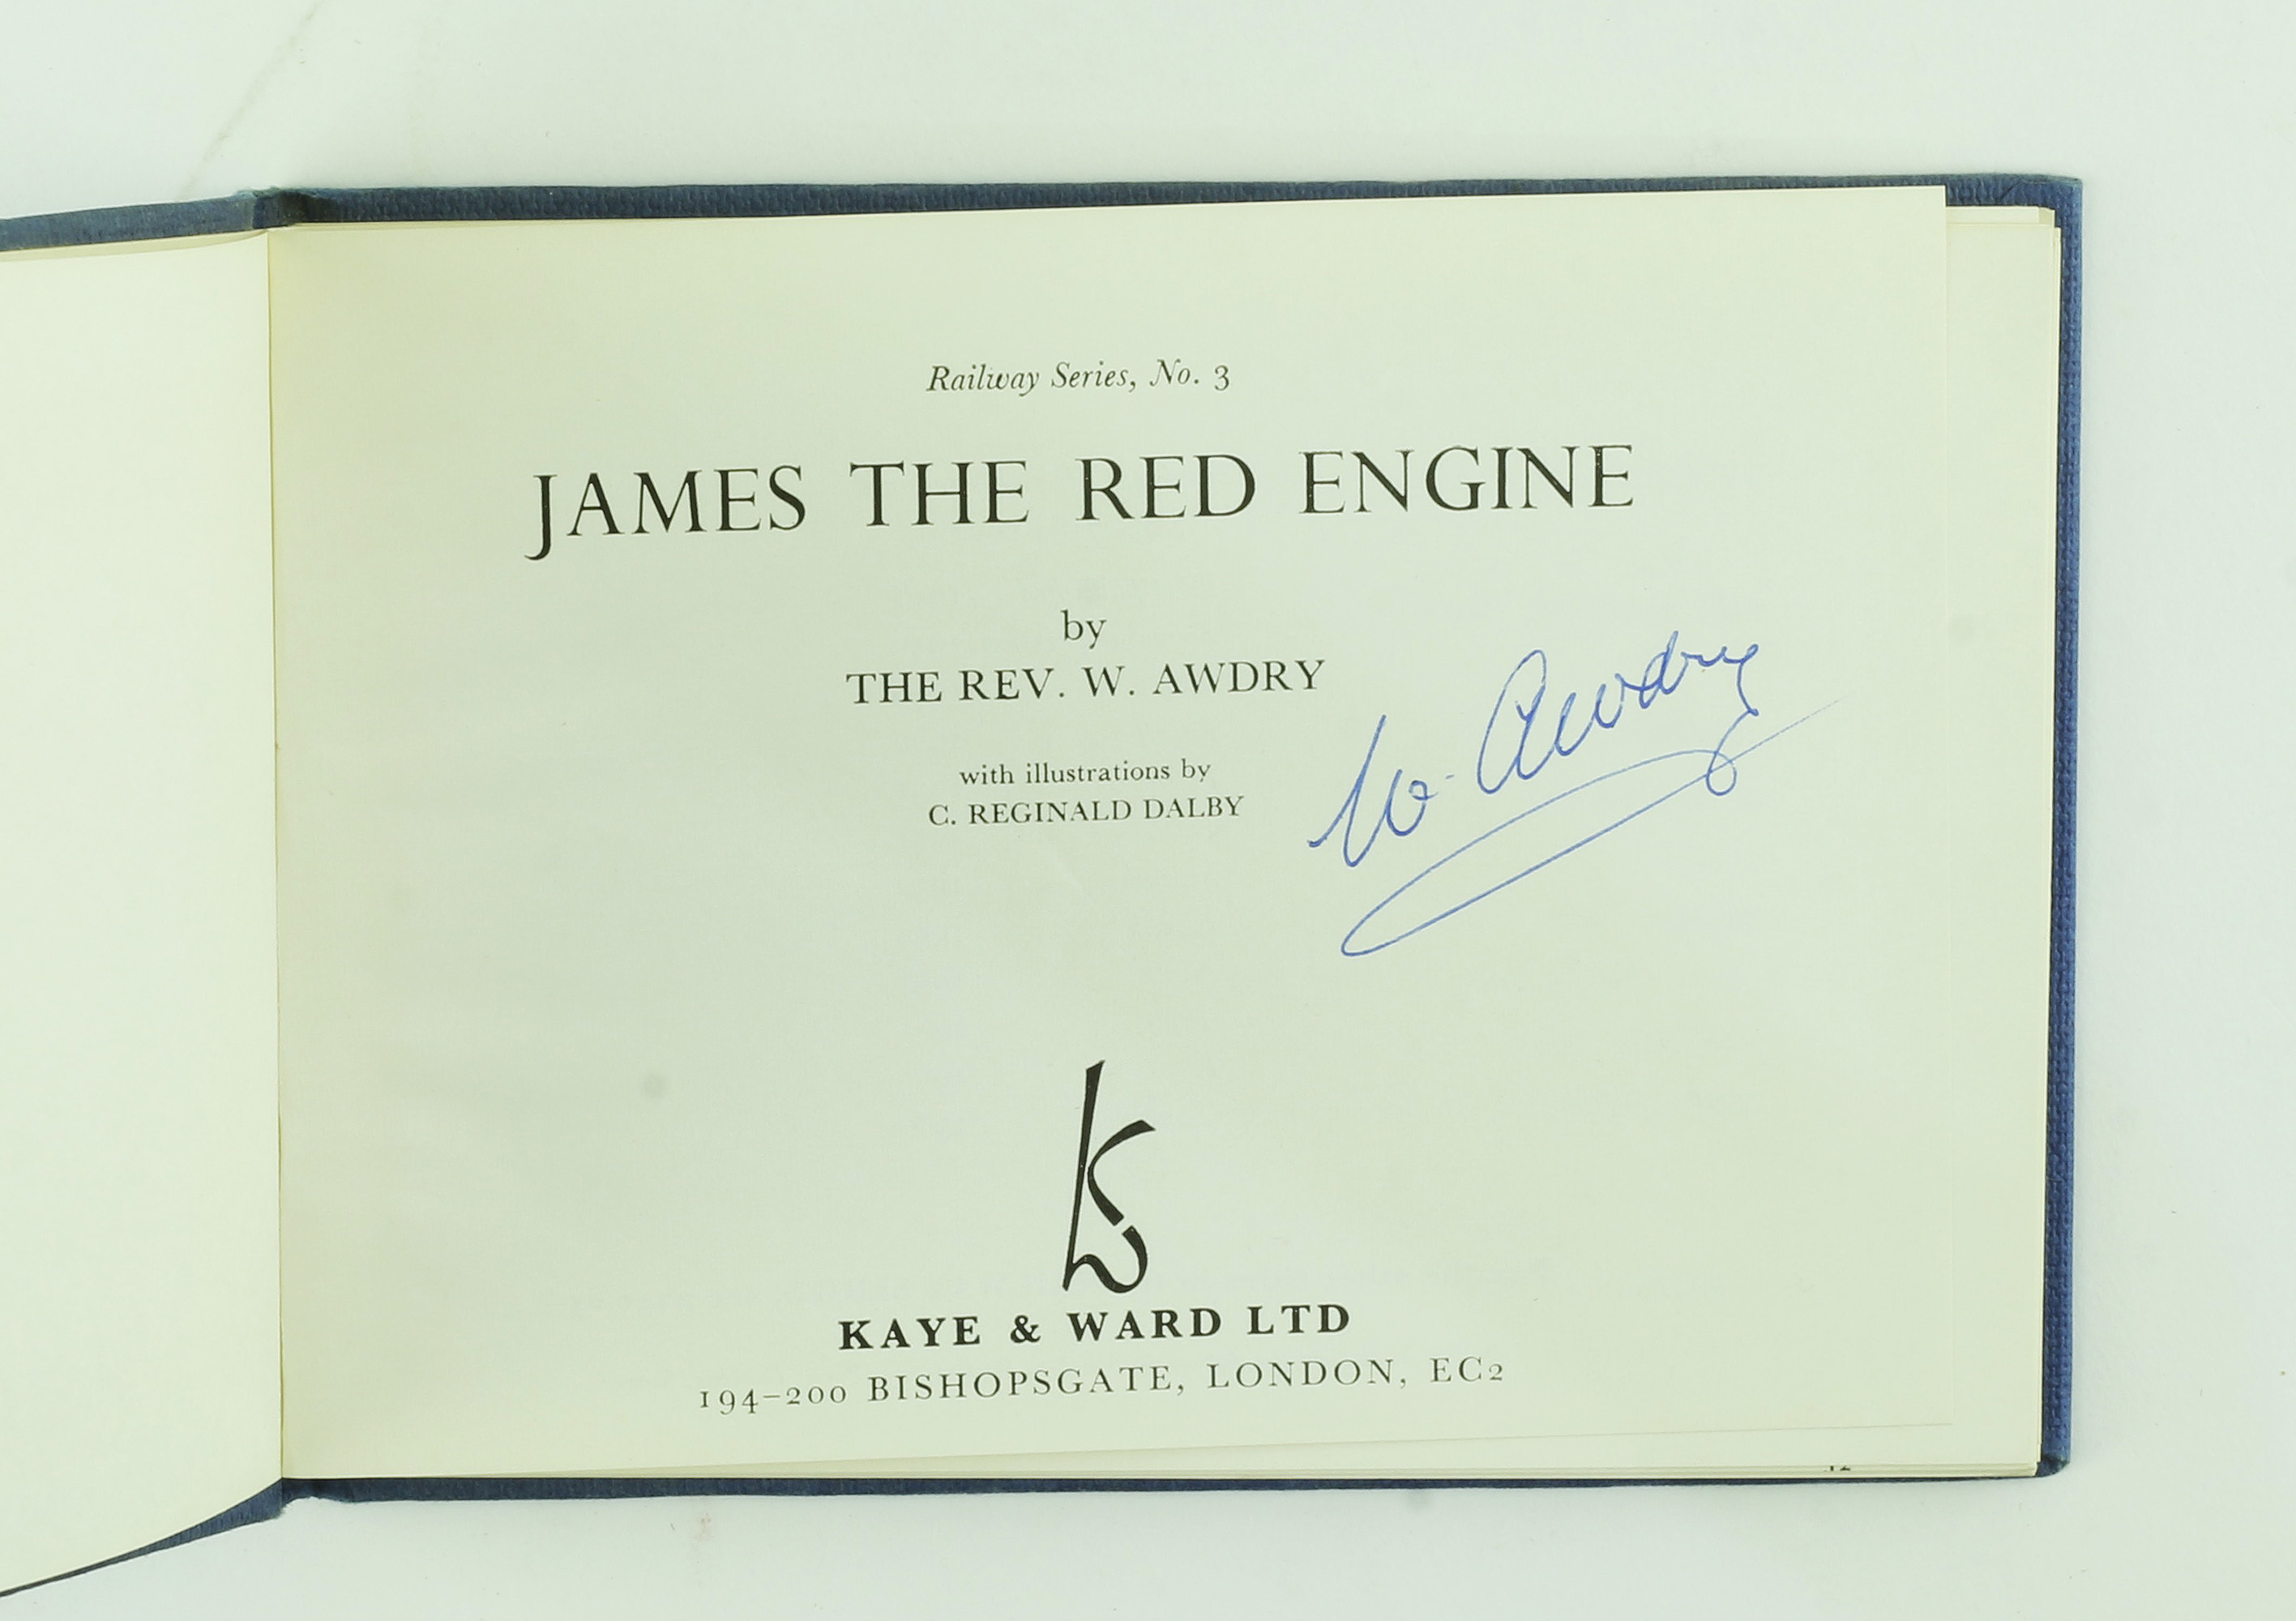 Railway Series, No. 3
JAMES THE RED ENGINE
by
THE REV. W. AWDRY
W. Awdry
with illustrations by
C. REGINALD DALBY
KAYE & WARD LTD
194–200 BISHOPSGATE, LONDON, EC2